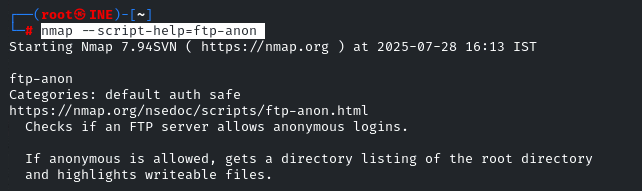 ┌──(root㉿INE)-[~]
└─# nmap --script-help=ftp-anon
Starting Nmap 7.94SVN ( https://nmap.org ) at 2025-07-28 16:13 IST

ftp-anon
Categories: default auth safe
https://nmap.org/nsedoc/scripts/ftp-anon.html
  Checks if an FTP server allows anonymous logins.

  If anonymous is allowed, gets a directory listing of the root directory
  and highlights writeable files.